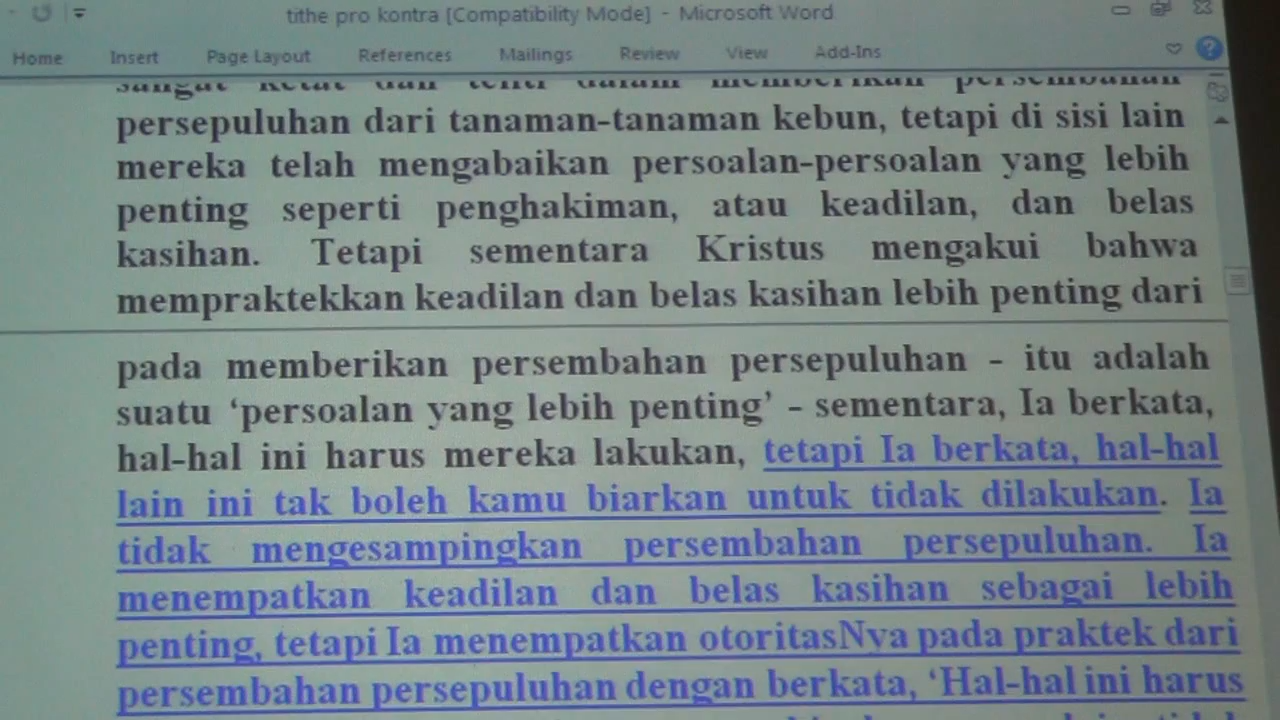 tithe pro kontra [Compatibility Mode] - Microsoft Word
Home Insert Page Layout References Mailings Review View Add-Ins
persepuluhan dari tanaman-tanaman kebun, tetapi di sisi lain
mereka telah mengabaikan persoalan-persoalan yang lebih
penting seperti penghakiman, atau keadilan, dan belas
kasihan. Tetapi sementara Kristus mengakui bahwa
mempraktekkan keadilan dan belas kasihan lebih penting dari
pada memberikan persembahan persepuluhan - itu adalah
suatu ‘persoalan yang lebih penting’ - sementara, Ia berkata,
hal-hal ini harus mereka lakukan, tetapi Ia berkata, hal-hal
lain ini tak boleh kamu biarkan untuk tidak dilakukan. Ia
tidak mengesampingkan persembahan persepuluhan. Ia
menempatkan keadilan dan belas kasihan sebagai lebih
penting, tetapi Ia menempatkan otoritasNya pada praktek dari
persembahan persepuluhan dengan berkata, ‘Hal-hal ini harus